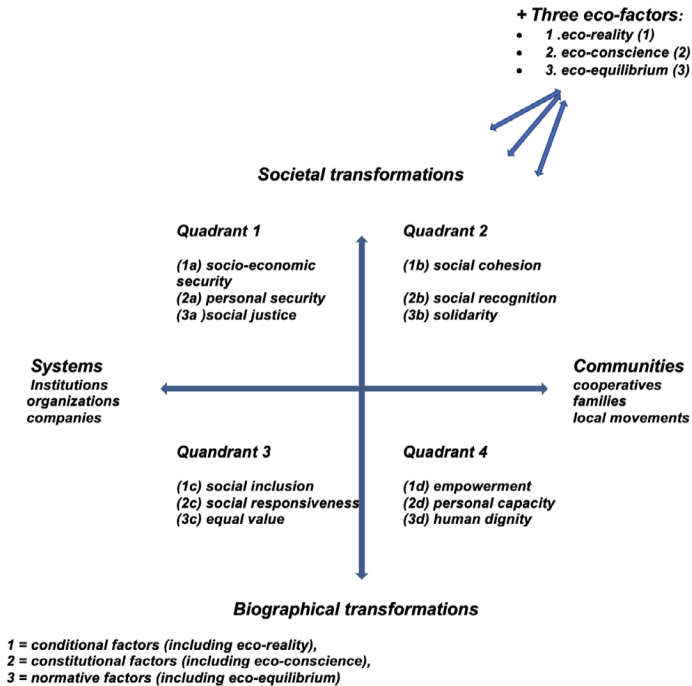 + Three eco-factors:
• 1 .eco-reality (1)
• 2. eco-conscience (2)
• 3. eco-equilibrium (3)
Societal transformations
Quadrant 1
(1a) socio-economic
security
(2a) personal security
(3a )social justice
Quadrant 2
(1b) social cohesion
(2b) social recognition
(3b) solidarity
Systems
Institutions
organizations
companies
Communities
cooperatives
families
local movements
Quandrant 3
(1c) social inclusion
(2c) social responsiveness
(3c) equal value
Quadrant 4
(1d) empowerment
(2d) personal capacity
(3d) human dignity
Biographical transformations
1 = conditional factors (including eco-reality),
2 = constitutional factors (including eco-conscience),
3 = normative factors (including eco-equilibrium)